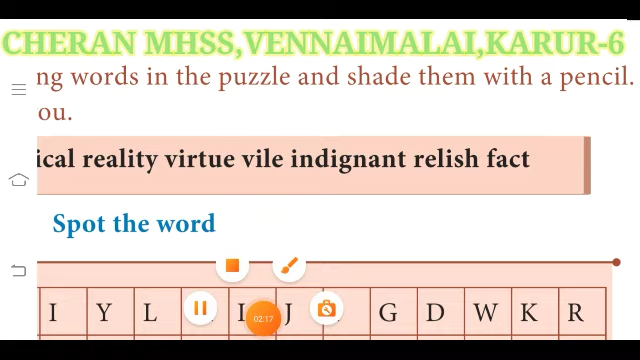 CHERAN MHSS,VENNAIMALAI,KARUR-6
ng words in the puzzle and shade them with a pencil.
ou.
ical reality virtue vile indignant relish fact
Spot the word
02:17
I Y L I J G D W K R